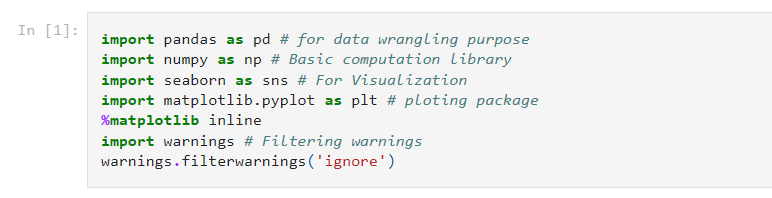 In [1]:
import pandas as pd # for data wrangling purpose
import numpy as np # Basic computation library
import seaborn as sns # For Visualization
import matplotlib.pyplot as plt # ploting package
%matplotlib inline
import warnings # Filtering warnings
warnings.filterwarnings('ignore')